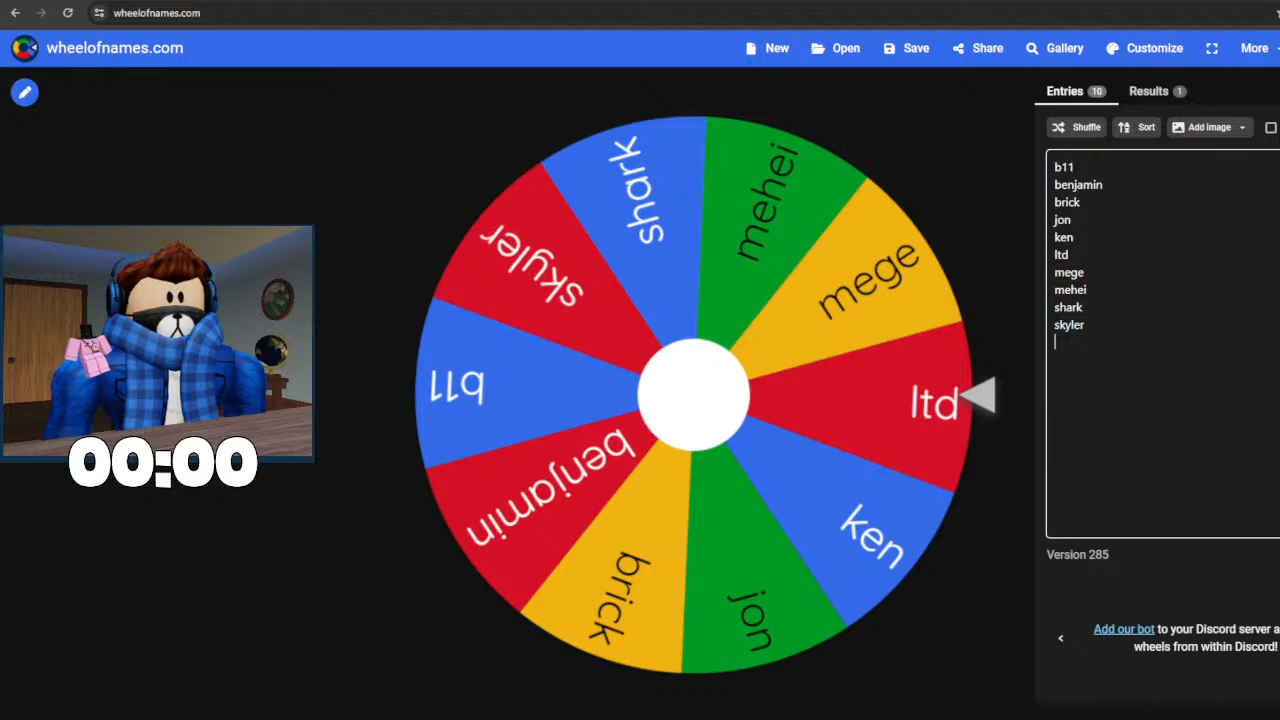 wheelofnames.com
wheelofnames.com
New
Open
Save
Share
Gallery
Customize
More
Entries 10
Results 1
Shuffle
Sort
Add image
b11
benjamin
brick
jon
ken
ltd
mege
mehei
shark
skyler
Version 285
Add our bot to your Discord server a
wheels from within Discord!
shark
mehei
mege
ltd
ken
jon
brick
benjamin
b11
skyler
00:00